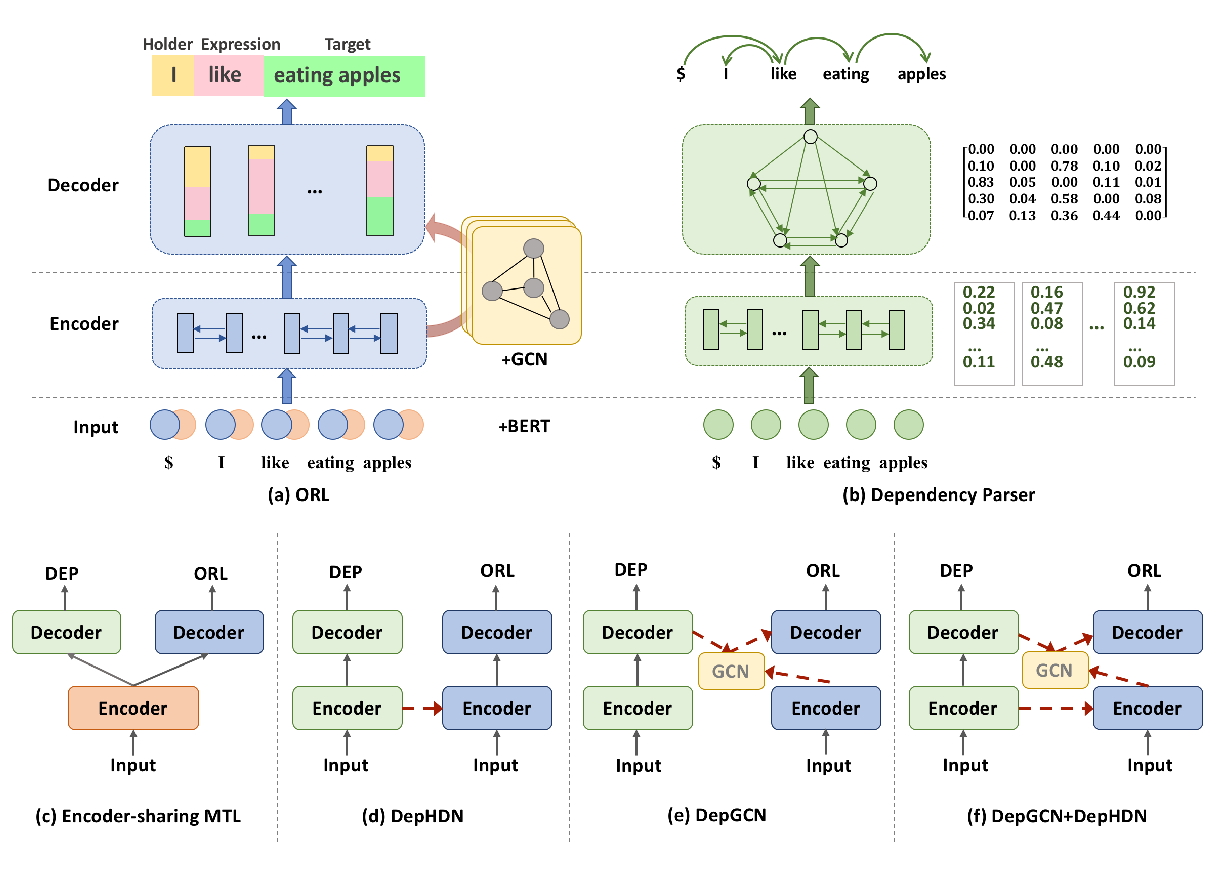 Holder Expression Target
I like eating apples
Decoder
...
+GCN
Encoder
...
Input
+BERT
$ I like eating apples
(a) ORL
$ I like eating apples
0.00 0.00 0.00 0.00 0.00
0.10 0.00 0.78 0.10 0.02
0.83 0.05 0.00 0.11 0.01
0.30 0.04 0.58 0.00 0.08
0.07 0.13 0.36 0.44 0.00
...
0.22 0.16 0.92
0.02 0.47 0.62
0.34 0.08 ... 0.14
... ... ...
0.11 0.48 0.09
$ I like eating apples
(b) Dependency Parser
DEP ORL
Decoder Decoder
Encoder
Input
(c) Encoder-sharing MTL
DEP ORL
Decoder Decoder
Encoder Encoder
Input Input
(d) DepHDN
DEP ORL
Decoder Decoder
GCN
Encoder Encoder
Input Input
(e) DepGCN
DEP ORL
Decoder Decoder
GCN
Encoder Encoder
Input Input
(f) DepGCN+DepHDN